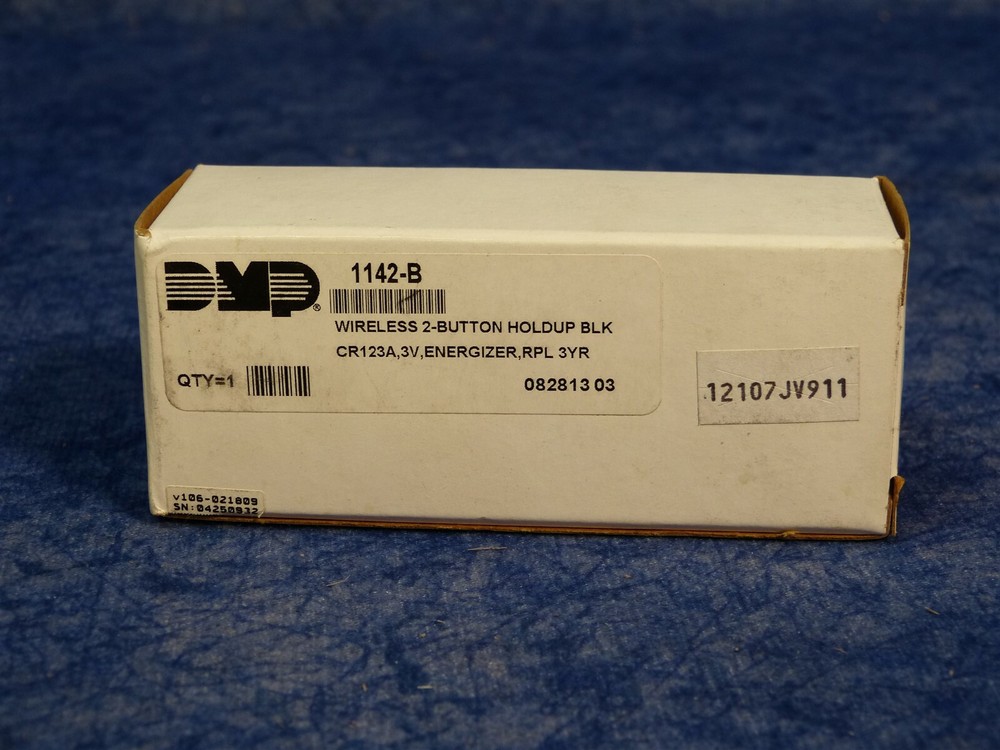 DMP®
1142-B
WIRELESS 2-BUTTON HOLDUP BLK
CR123A,3V,ENERGIZER,RPL 3YR
QTY=1
082813 03
12107JV911
v106-021809
SN:04250932